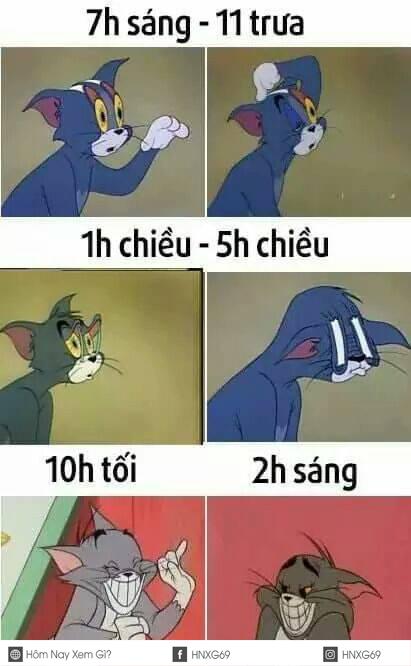 7h sáng - 11 trưa
1h chiều - 5h chiều
10h tối
2h sáng
Hôm Nay Xem Gì?
HNXG69
HNXG69